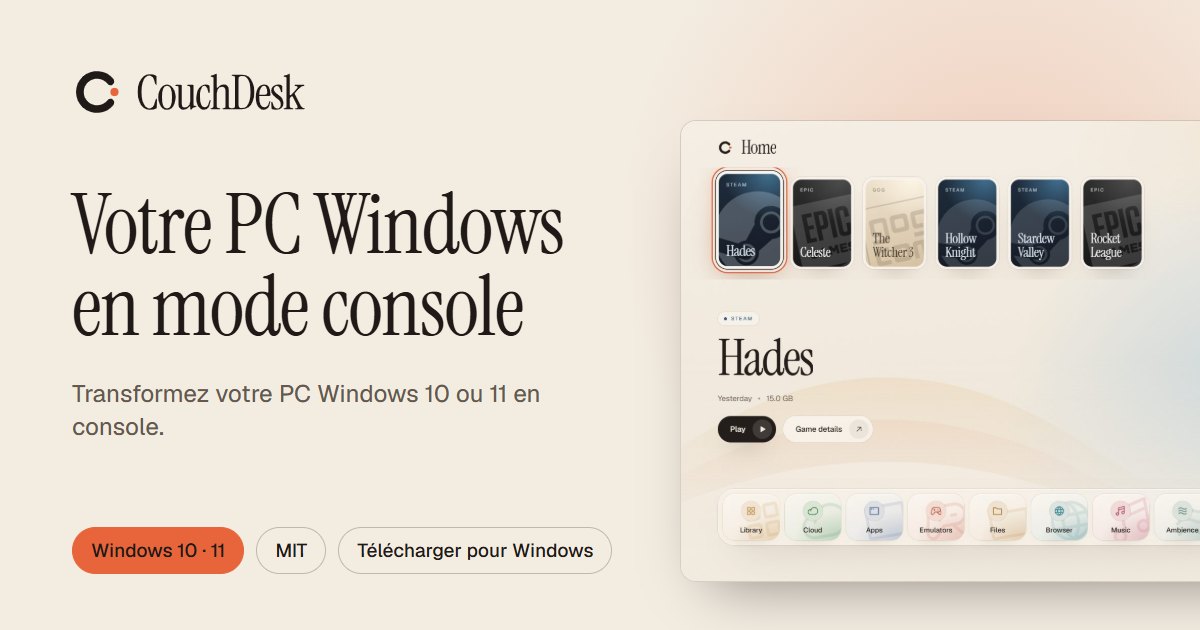 CouchDesk
Votre PC Windows
en mode console
Transformez votre PC Windows 10 ou 11 en
console.
Windows 10 · 11
MIT
Télécharger pour Windows
Home
STEAM
Hades
EPIC
EPIC
Celeste
GOG
The
Witcher 3
STEAM
Hollow
Knight
STEAM
Stardew
Valley
EPIC
EPIC
Rocket
League
STEAM
Hades
Yesterday • 15.0 GB
Play
Game details
Library
Cloud
Apps
Emulators
Files
Browser
Music
Ambience